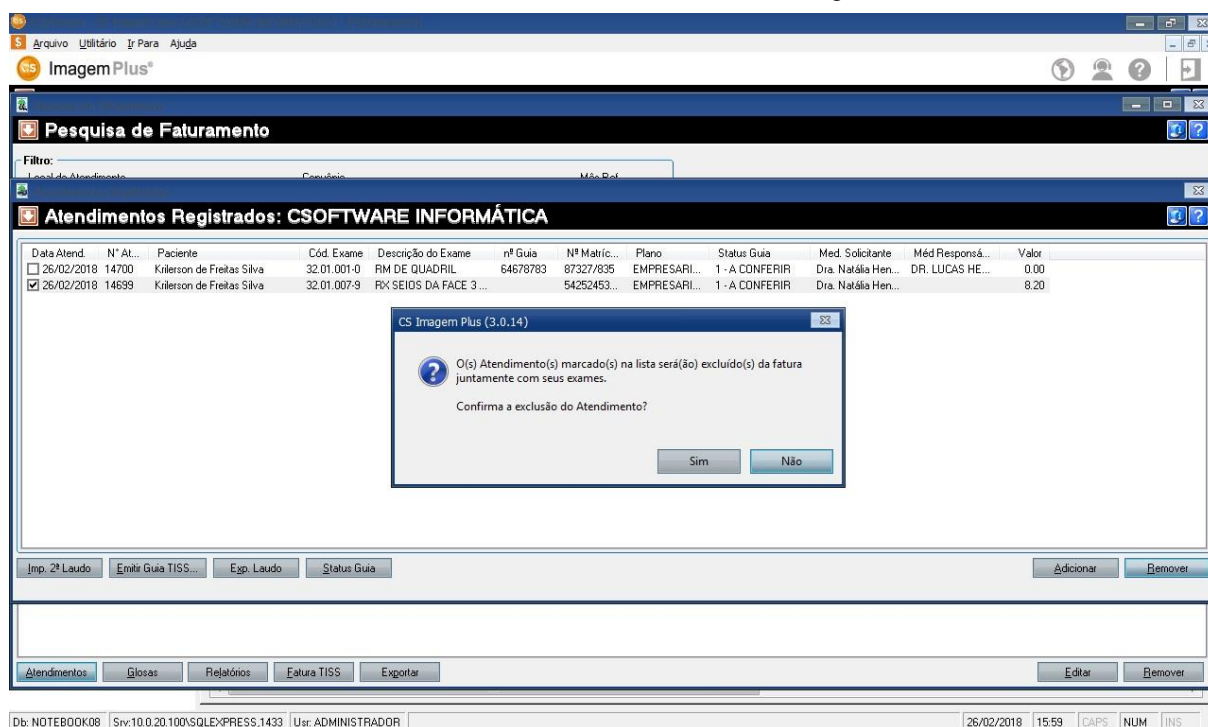 Arquivo Utilitário Ir Para Ajuda
CS ImagemPlus®
Pesquisa de Faturamento
Filtro:
Local de Atendimento Convênio Mês Ref
Atendimentos Registrados: CSOFTWARE INFORMÁTICA
Data Atend. N° At... Paciente Cód. Exame Descrição do Exame nº Guia Nº Matríc... Plano Status Guia Med. Solicitante Méd Responsá... Valor
26/02/2018 14700 Krilerson de Freitas Silva 32.01.001-0 RM DE QUADRIL 64678783 87327/835 EMPRESARI... 1 - A CONFERIR Dra. Natália Hen... DR. LUCAS HE... 0.00
26/02/2018 14699 Krilerson de Freitas Silva 32.01.007-9 RX SEIOS DA FACE 3 ... 54252453... EMPRESARI... 1 - A CONFERIR Dra. Natália Hen... 8.20
CS Imagem Plus (3.0.14)
O(s) Atendimento(s) marcado(s) na lista será(ão) excluído(s) da fatura
juntamente com seus exames.
Confirma a exclusão do Atendimento?
Sim Não
Imp. 2ª Laudo Emitir Guia TISS... Exp. Laudo Status Guia Adicionar Remover
Atendimentos Glosas Relatórios Fatura TISS Exportar Editar Remover
Db: NOTEBOOK08 Srv:10.0.20.100\SQLEXPRESS,1433 Usr: ADMINISTRADOR 26/02/2018 15:59 CAPS NUM INS